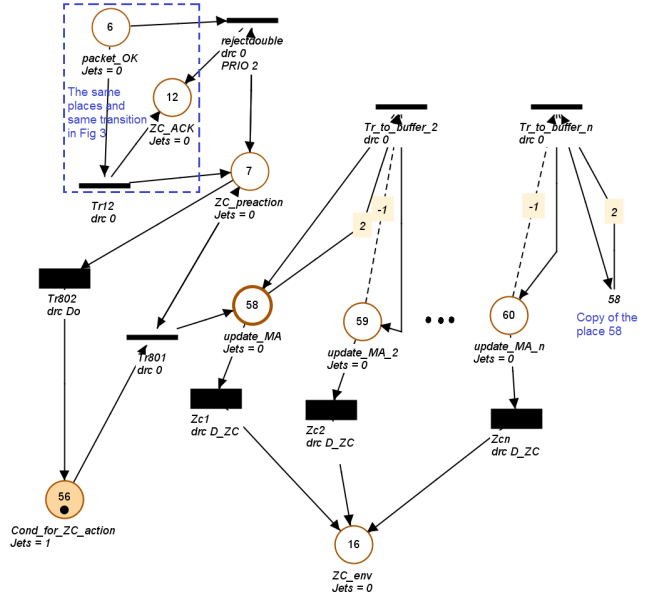 6
packet_OK
Jets = 0
rejectdouble
drc 0
PRIO 2
The same
places and
same transition
in Fig 3
12
ZC_ACK
Jets = 0
Tr_to_buffer_2
drc 0
Tr_to_buffer_n
drc 0
7
ZC_preaction
Jets = 0
Tr12
drc 0
-1
2
-1
2
Tr802
drc Do
58
update_MA
Jets = 0
59
update_MA_2
Jets = 0
60
update_MA_n
Jets = 0
58
Copy of the
place 58
Tr801
drc 0
Zc1
drc D_ZC
Zc2
drc D_ZC
Zcn
drc D_ZC
56
Cond_for_ZC_action
Jets = 1
16
ZC_env
Jets = 0